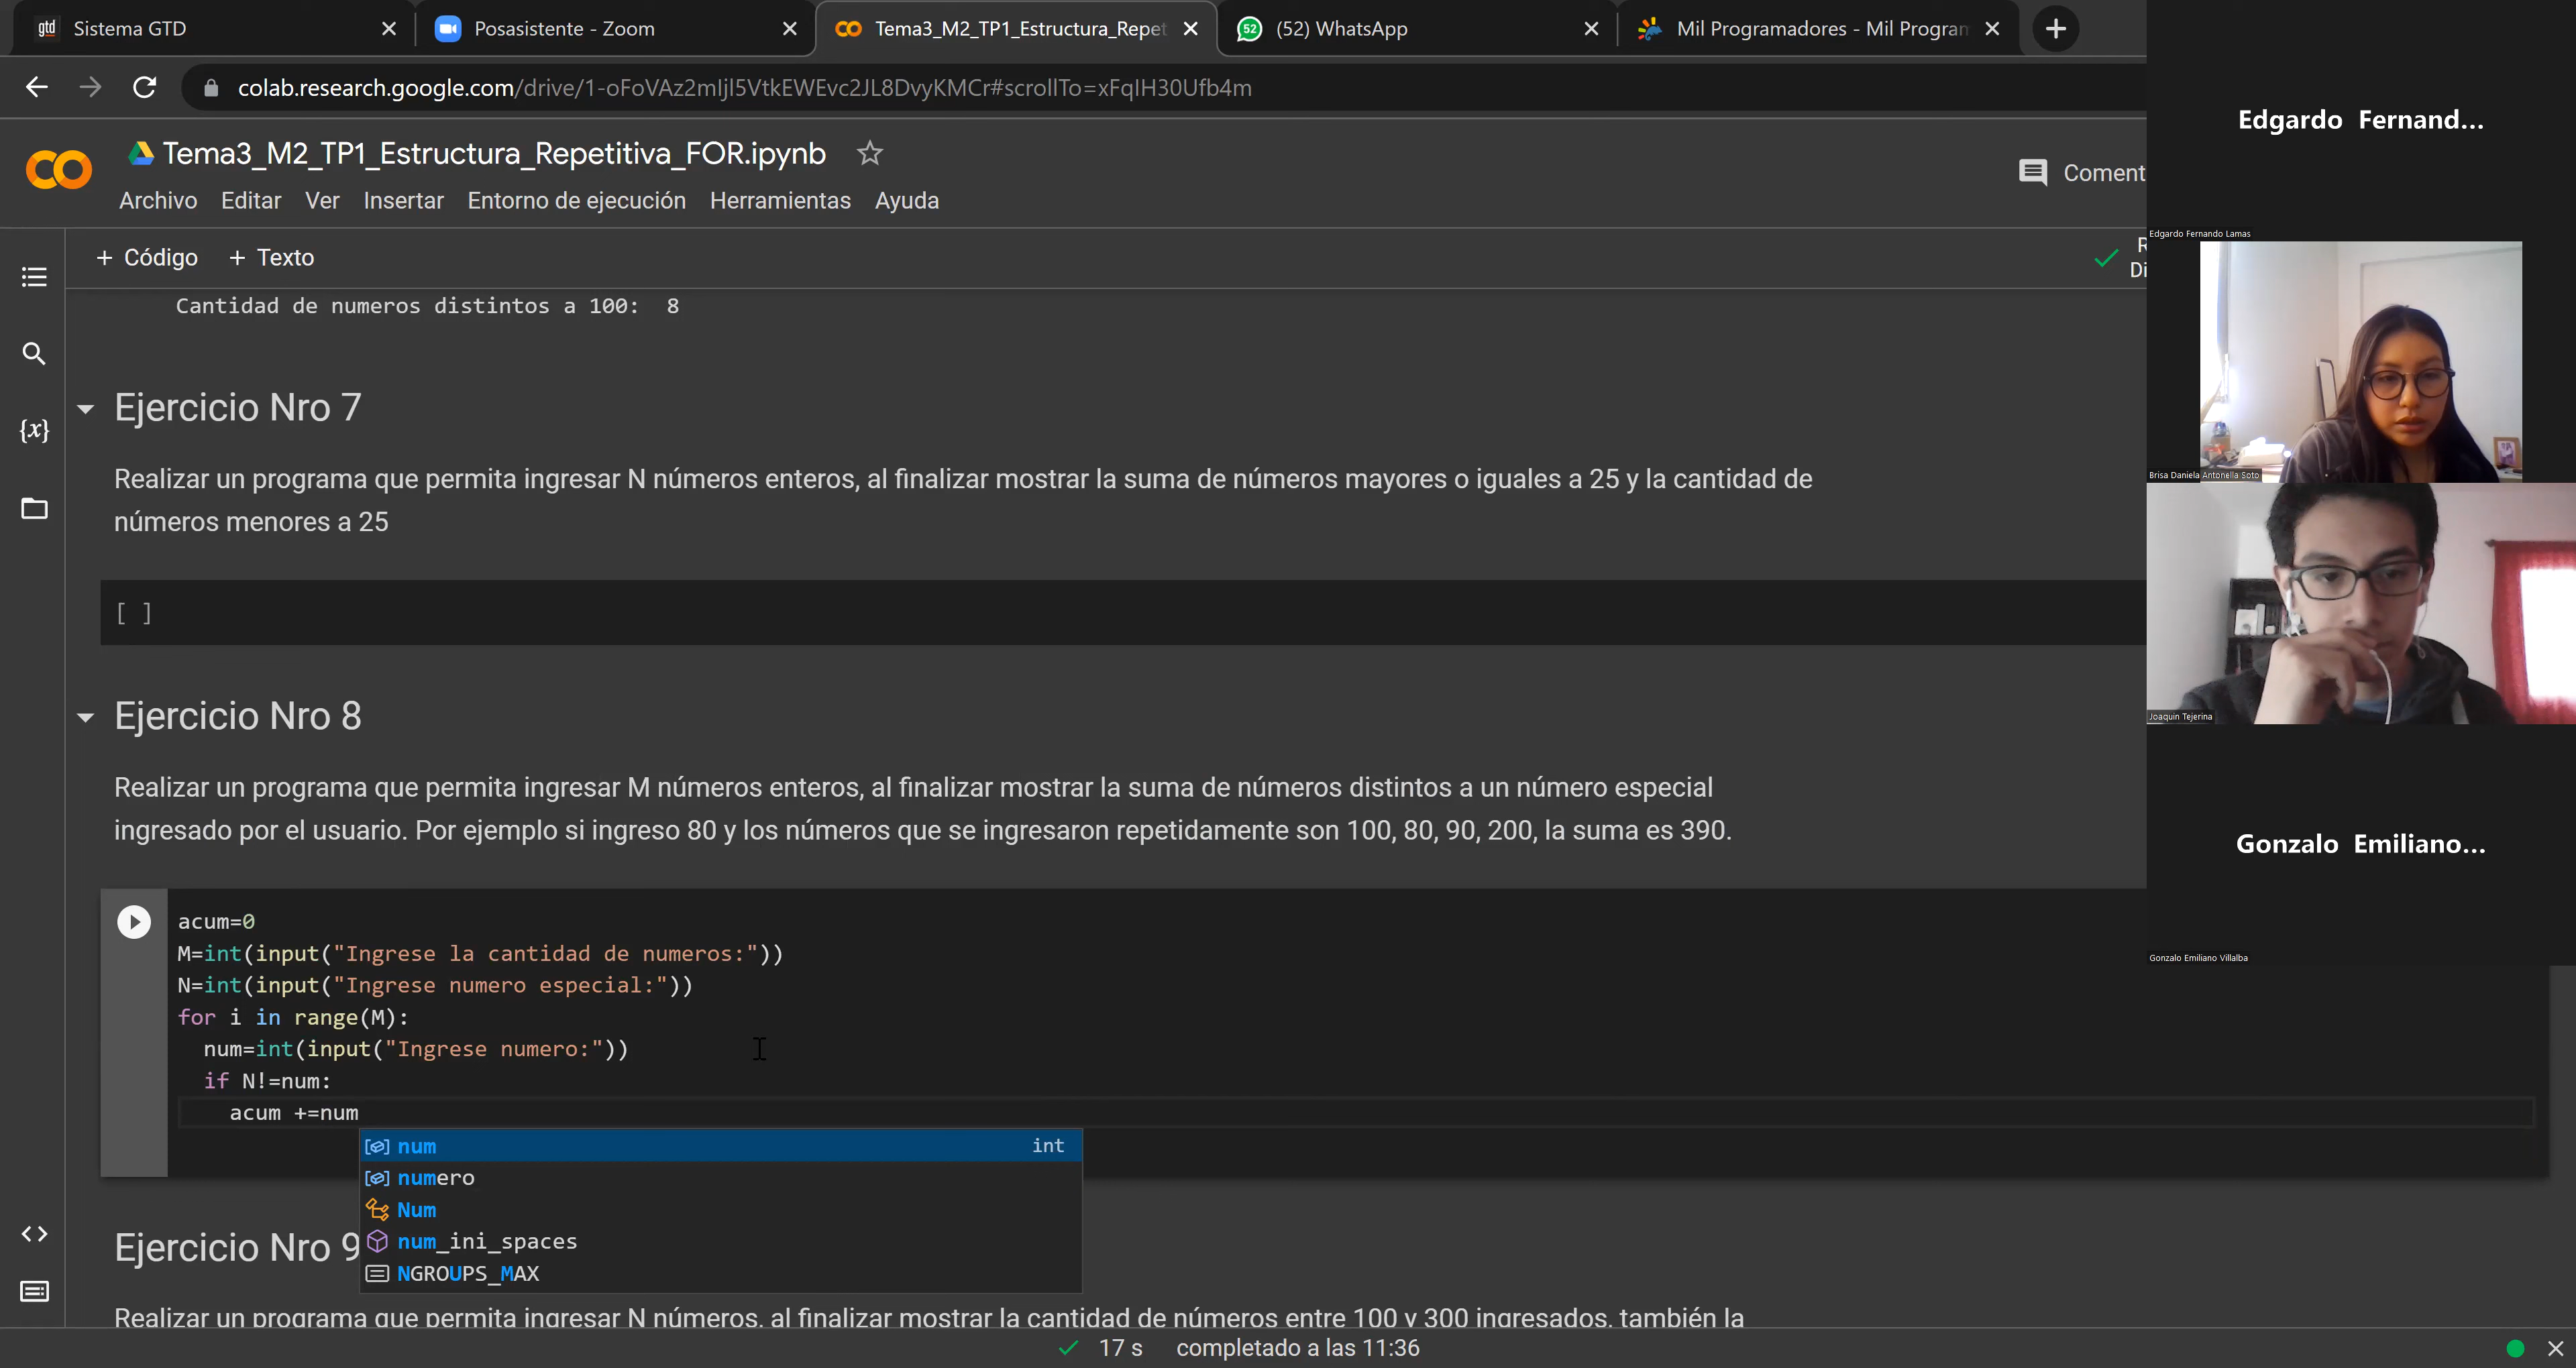 gtd Sistema GTD
Posasistente - Zoom
Tema3_M2_TP1_Estructura_Repet
52 (52) WhatsApp
Mil Programadores - Mil Program
colab.research.google.com/drive/1-oFoVAz2mIjl5VtkEWEvc2JL8DvyKMCr#scrollTo=xFqIH30Ufb4m
Tema3_M2_TP1_Estructura_Repetitiva_FOR.ipynb
Coment
Archivo Editar Ver Insertar Entorno de ejecución Herramientas Ayuda
+ Código + Texto
R
Di
Cantidad de numeros distintos a 100: 8
Ejercicio Nro 7
Realizar un programa que permita ingresar N números enteros, al finalizar mostrar la suma de números mayores o iguales a 25 y la cantidad de
números menores a 25
[ ]
Ejercicio Nro 8
Realizar un programa que permita ingresar M números enteros, al finalizar mostrar la suma de números distintos a un número especial
ingresado por el usuario. Por ejemplo si ingreso 80 y los números que se ingresaron repetidamente son 100, 80, 90, 200, la suma es 390.
acum=0
M=int(input("Ingrese la cantidad de numeros:"))
N=int(input("Ingrese numero especial:"))
for i in range(M):
num=int(input("Ingrese numero:"))
if N!=num:
acum +=num
num int
numero
Num
num_ini_spaces
NGROUPS_MAX
Ejercicio Nro 9
Realizar un programa que permita ingresar N números, al finalizar mostrar la cantidad de números entre 100 y 300 ingresados, también la
17 s completado a las 11:36
{x}
Edgardo Fernand...
Edgardo Fernando Lamas
Brisa Daniela Antonella Soto
Joaquin Tejerina
Gonzalo Emiliano...
Gonzalo Emiliano Villalba